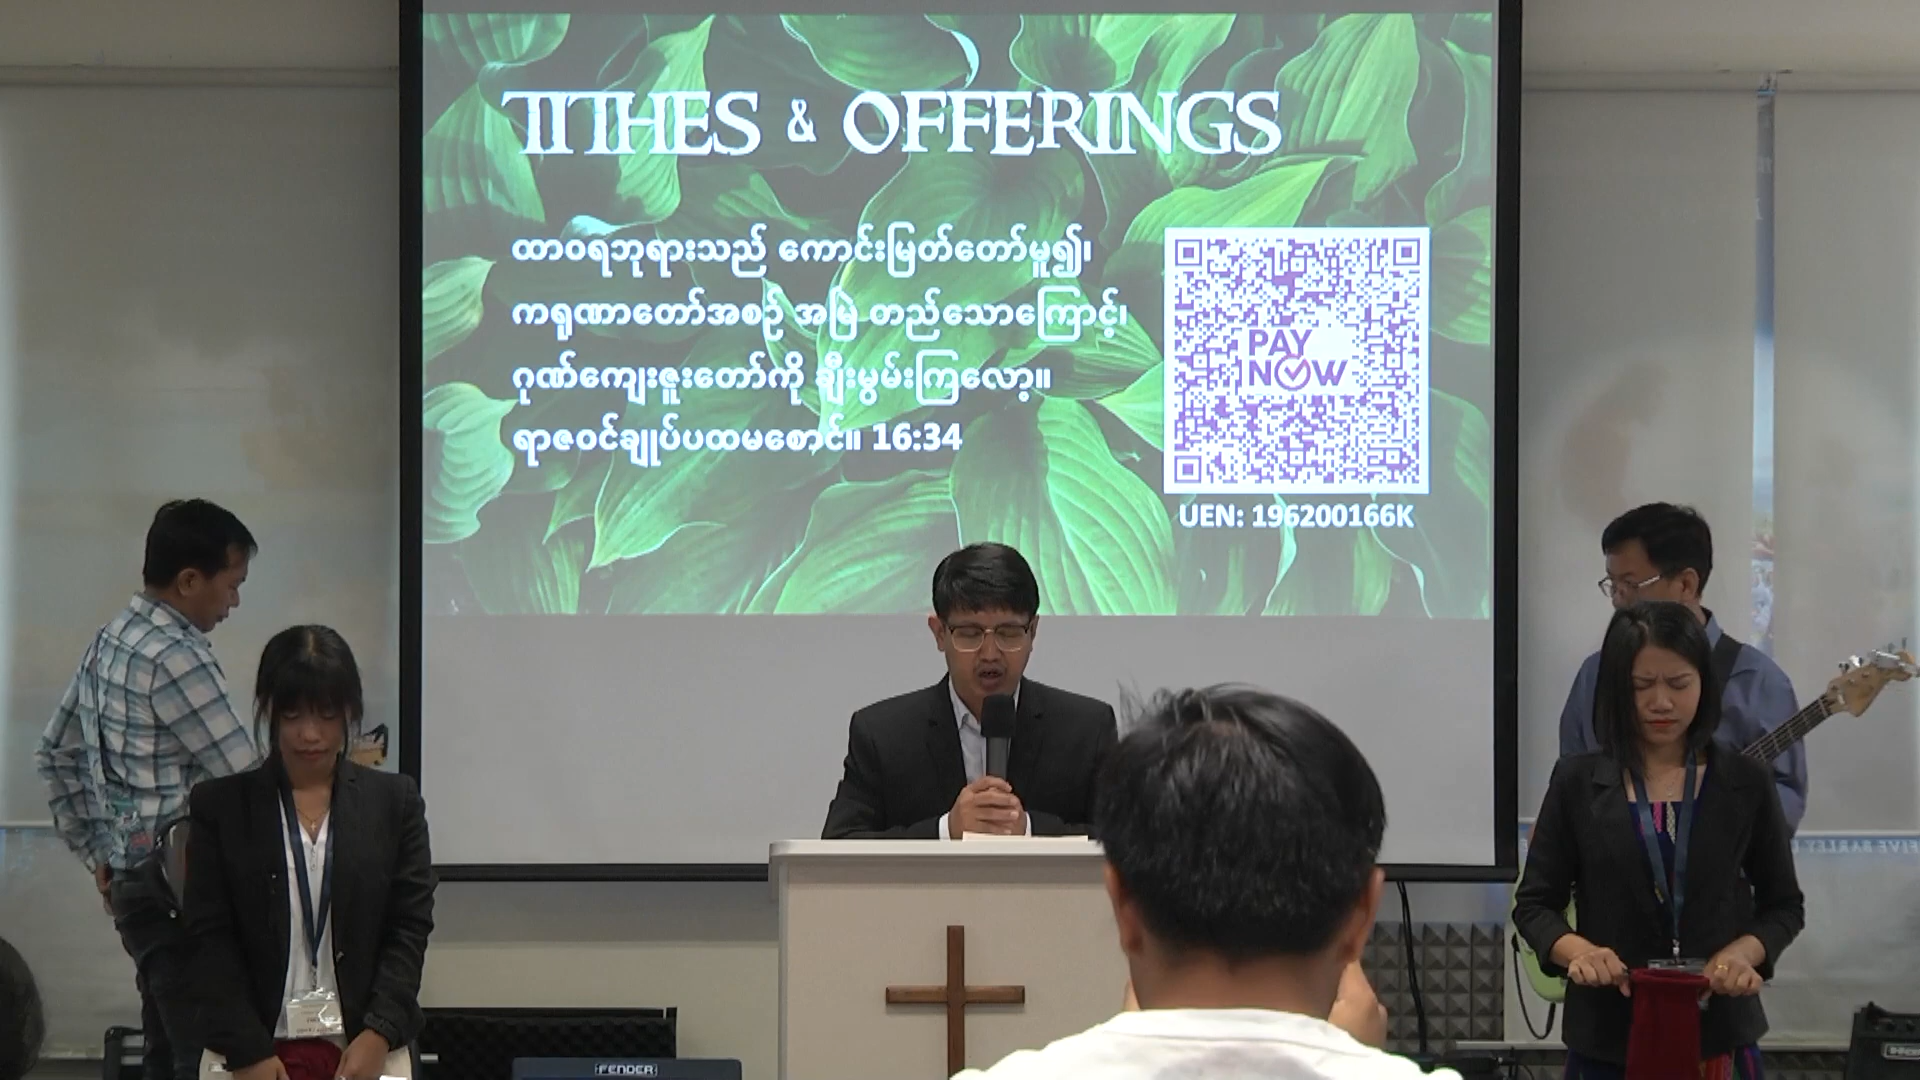 TITHES & OFFERINGS
ထာဝရဘုရားသည် ကောင်းမြတ်တော်မူ၍၊
ကရုဏာတော်အစဉ် အမြဲ တည်သောကြောင့်၊
ဂုဏ်ကျေးဇူးတော်ကို ချီးမွမ်းကြလော့။
ရာဇဝင်ချုပ်ပထမစောင်။ 16:34
PAY
NOW
UEN: 196200166K
FIVE BARLEY
FENDER